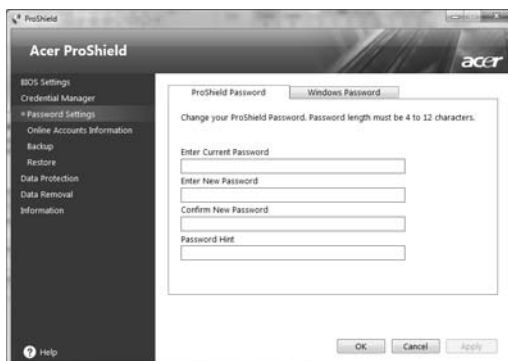 ProShield
Acer ProShield
acer
BIOS Settings
Credential Manager
Password Settings
Online Accounts Information
Backup
Restore
Data Protection
Data Removal
Information
Help
ProShield Password
Windows Password
Change your ProShield Password. Password length must be 4 to 12 characters.
Enter Current Password
Enter New Password
Confirm New Password
Password Hint
OK
Cancel
Apply